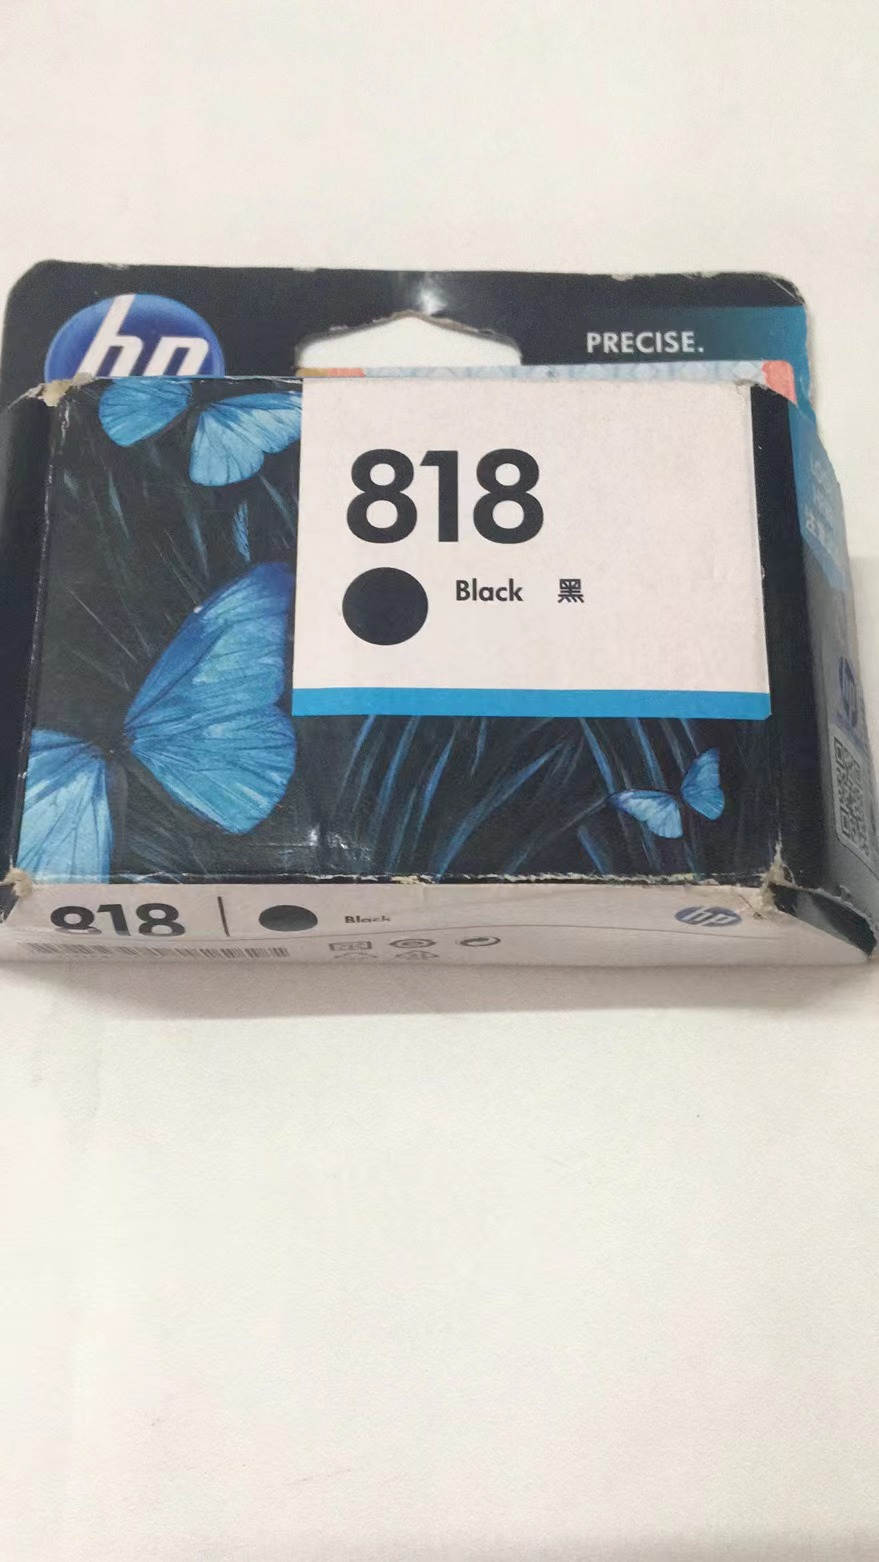 hp
PRECISE.
818
Black 黑
818
Black
hp